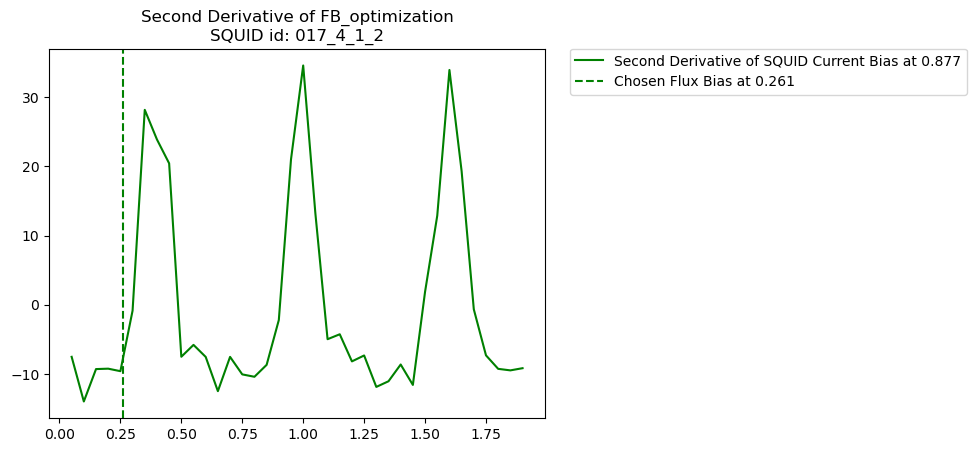 Second Derivative of FB_optimization
SQUID id: 017_4_1_2
Second Derivative of SQUID Current Bias at 0.877
Chosen Flux Bias at 0.261
30
20
10
0
−10
0.00 0.25 0.50 0.75 1.00 1.25 1.50 1.75